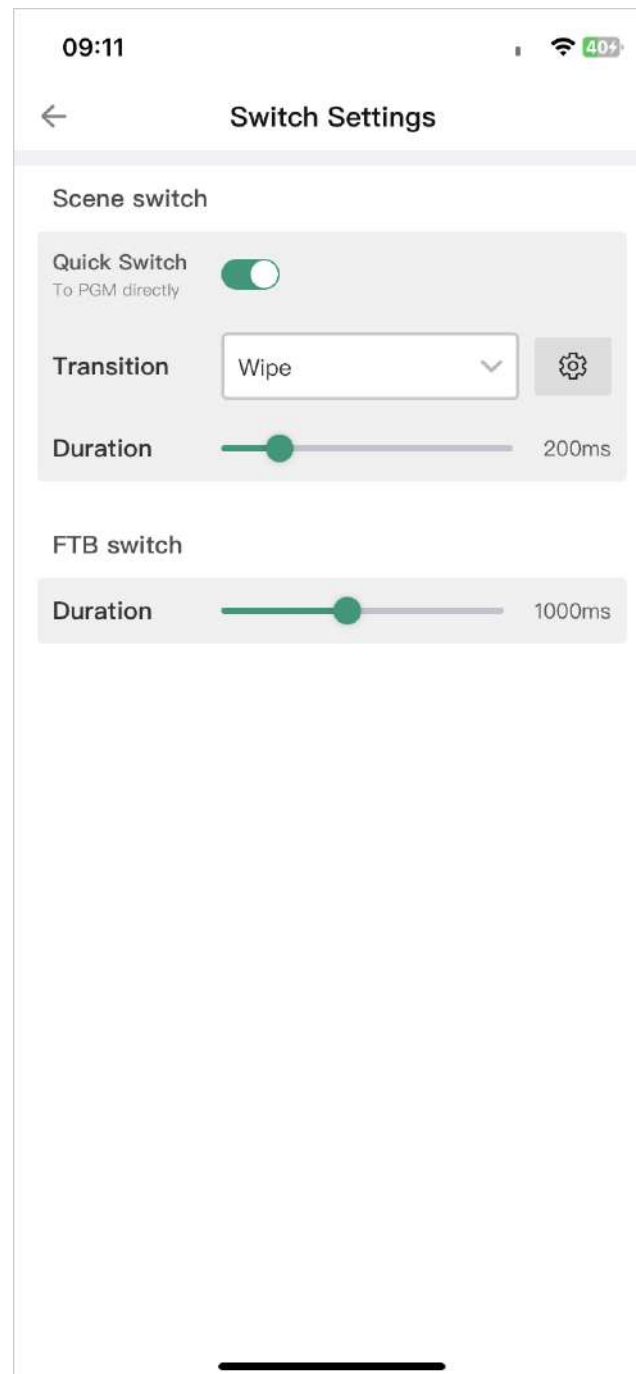 09:11
40
Switch Settings
Scene switch
Quick Switch
To PGM directly
Transition
Wipe
Duration
200ms
FTB switch
Duration
1000ms